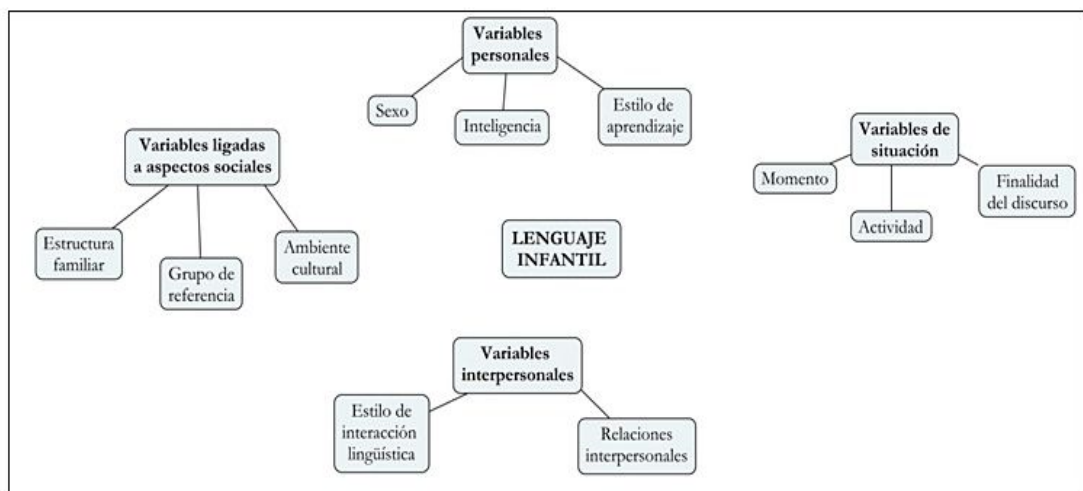 Variables
personales
Sexo
Inteligencia
Estilo de
aprendizaje
Variables ligadas
a aspectos sociales
Estructura
familiar
Grupo de
referencia
Ambiente
cultural
Variables de
situación
Momento
Actividad
Finalidad
del discurso
LENGUAJE
INFANTIL
Variables
interpersonales
Estilo de
interacción
lingüística
Relaciones
interpersonales